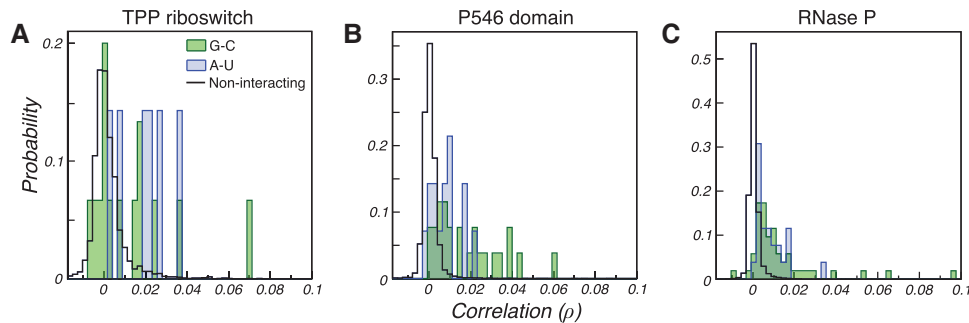 TPP riboswitch
P546 domain
RNase P
A
B
C
G-C
A-U
Non-interacting
Probability
0.2
0.1
0
0.3
0.2
0.1
0
0.5
0.4
0.3
0.2
0.1
0
0 0.02 0.04 0.06 0.08 0.1
0 0.02 0.04 0.06 0.08 0.1
0 0.02 0.04 0.06 0.08 0.1
Correlation (ρ)